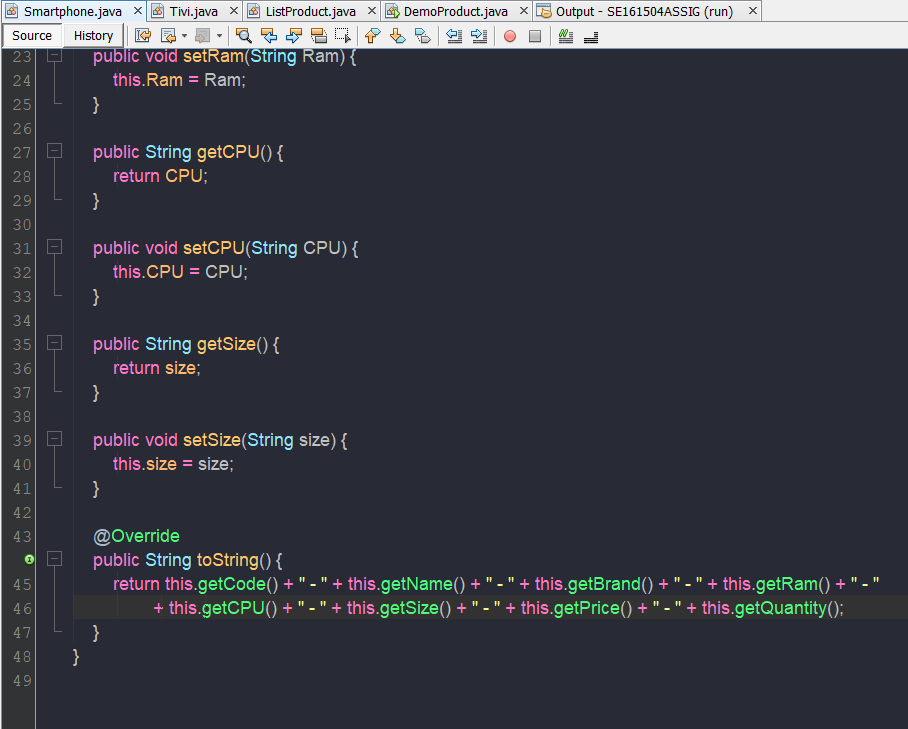 Smartphone.java × Tivi.java × ListProduct.java × DemoProduct.java × Output - SE161504ASSIG (run) ×
Source History
23 public void setRam(String Ram) {
24 this.Ram = Ram;
25 }
26
27 public String getCPU() {
28 return CPU;
29 }
30
31 public void setCPU(String CPU) {
32 this.CPU = CPU;
33 }
34
35 public String getSize() {
36 return size;
37 }
38
39 public void setSize(String size) {
40 this.size = size;
41 }
42
43 @Override
public String toString() {
45 return this.getCode() + " - " + this.getName() + " - " + this.getBrand() + " - " + this.getRam() + " - "
46 + this.getCPU() + " - " + this.getSize() + " - " + this.getPrice() + " - " + this.getQuantity();
47 }
48 }
49